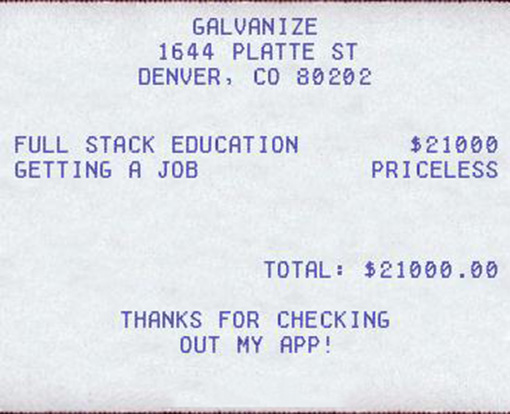 GALVANIZE
1644 PLATTE ST
DENVER, CO 80202
FULL STACK EDUCATION $21000
GETTING A JOB PRICELESS
TOTAL: $21000.00
THANKS FOR CHECKING
OUT MY APP!